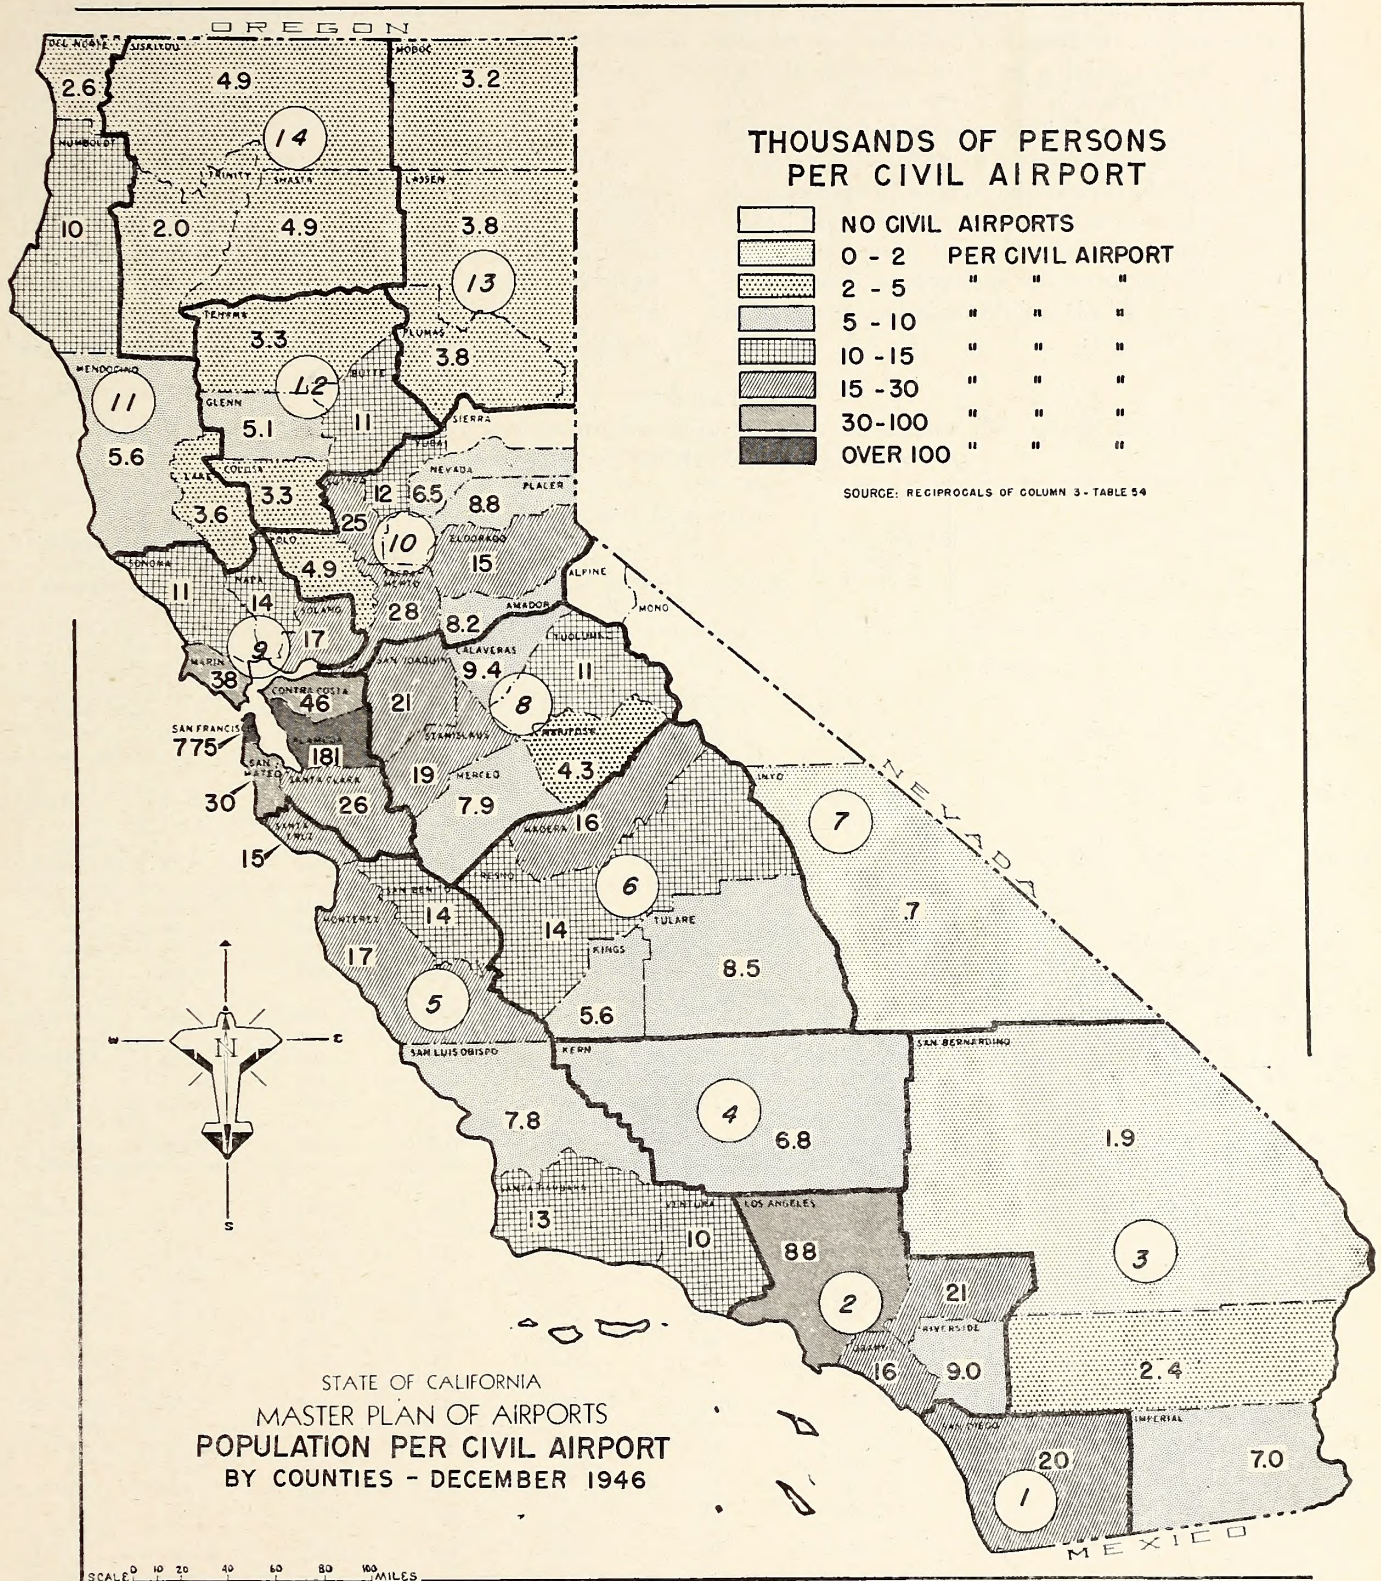 OREGON
DEL NORTE
SISKIYOU
MODOC
2.6
4.9
3.2
14
HUMBOLDT
TRINITY
SHASTA
LASSEN
10
2.0
4.9
3.8
13
TEHAMA
PLUMAS
3.3
3.8
MENDOCINO
BUTTE
12
11
GLENN
SIERRA
5.1
11
YUBA
5.6
LAKE
COLUSA
NEVADA
PLACER
3.3
12
6.5
8.8
3.6
25
10
YOLO
ELDORADO
SONOMA
15
ALPINE
NAPA
4.9
SACRA-
MENTO
11
14
SOLANO
28
AMADOR
MONO
17
8.2
9
TUOLUMNE
MARIN
SAN JOAQUIN
CALAVERAS
38
9.4
11
CONTRA COSTA
46
21
8
SAN FRANCISCO
STANISLAUS
MARIPOSA
775
ALAMEDA
181
SAN
MATEO
SANTA CLARA
19
MERCED
4.3
INYO
NEVADA
30
26
7.9
16
7
SANTA
CRUZ
MADERA
15
FRESNO
6
SAN BENITO
14
.7
MONTEREY
14
TULARE
17
KINGS
8.5
5
5.6
W
N
E
S
SAN LUIS OBISPO
KERN
SAN BERNARDINO
7.8
4
6.8
1.9
SANTA BARBARA
VENTURA
LOS ANGELES
13
10
88
3
2
21
RIVERSIDE
ORANGE
16
9.0
2.4
SAN DIEGO
IMPERIAL
20
7.0
1
MEXICO
THOUSANDS OF PERSONS
PER CIVIL AIRPORT
NO CIVIL AIRPORTS
0 - 2 PER CIVIL AIRPORT
2 - 5 " " "
5 - 10 " " "
10 - 15 " " "
15 - 30 " " "
30-100 " " "
OVER 100 " " "
SOURCE: RECIPROCALS OF COLUMN 3 - TABLE 54
STATE OF CALIFORNIA
MASTER PLAN OF AIRPORTS
POPULATION PER CIVIL AIRPORT
BY COUNTIES - DECEMBER 1946
SCALE 0 10 20 40 60 80 100 MILES